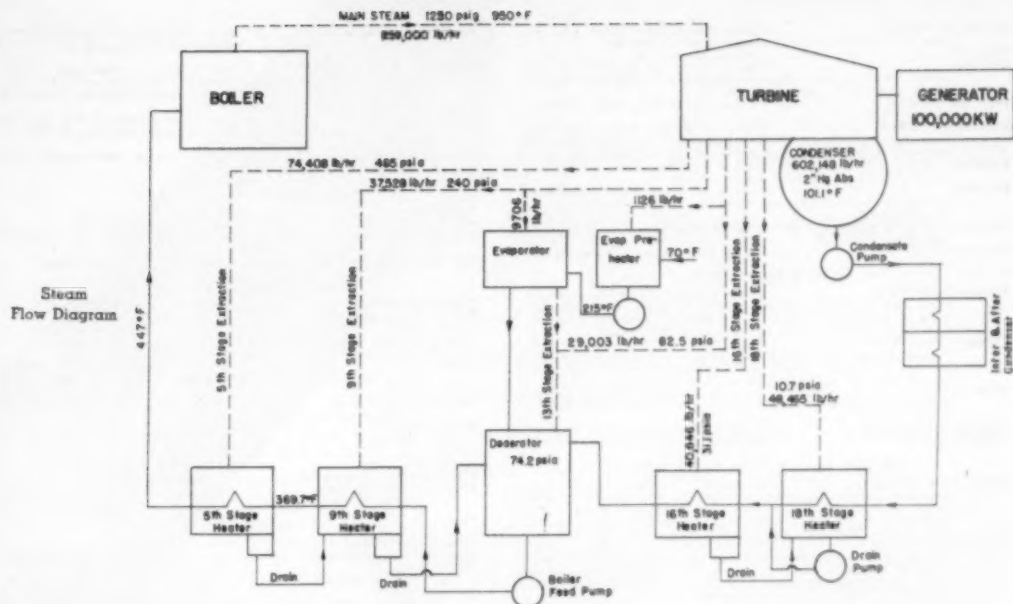 MAIN STEAM 1250 psig 950°F
859,000 lb/hr
BOILER
TURBINE
GENERATOR
100,000 KW
CONDENSER
602,148 lb/hr
2" Hg Abs
101.1°F
74,408 lb/hr 465 psia
37,529 lb/hr 240 psia
9706
lb/hr
1126 lb/hr
Evaporator
Evap Pre-
heater
70°F
215°F
Condensate
Pump
Inter & After
Condenser
Steam
Flow Diagram
447°F
5th Stage Extraction
9th Stage Extraction
13th Stage Extraction
29,003 lb/hr 82.5 psia
16th Stage Extraction
18th Stage Extraction
10.7 psia
48,465 lb/hr
40,646 lb/hr
31.1 psia
Deaerator
74.2 psia
369.7°F
5th Stage
Heater
9th Stage
Heater
16th Stage
Heater
18th Stage
Heater
Drain
Drain
Boiler
Feed Pump
Drain
Drain
Pump